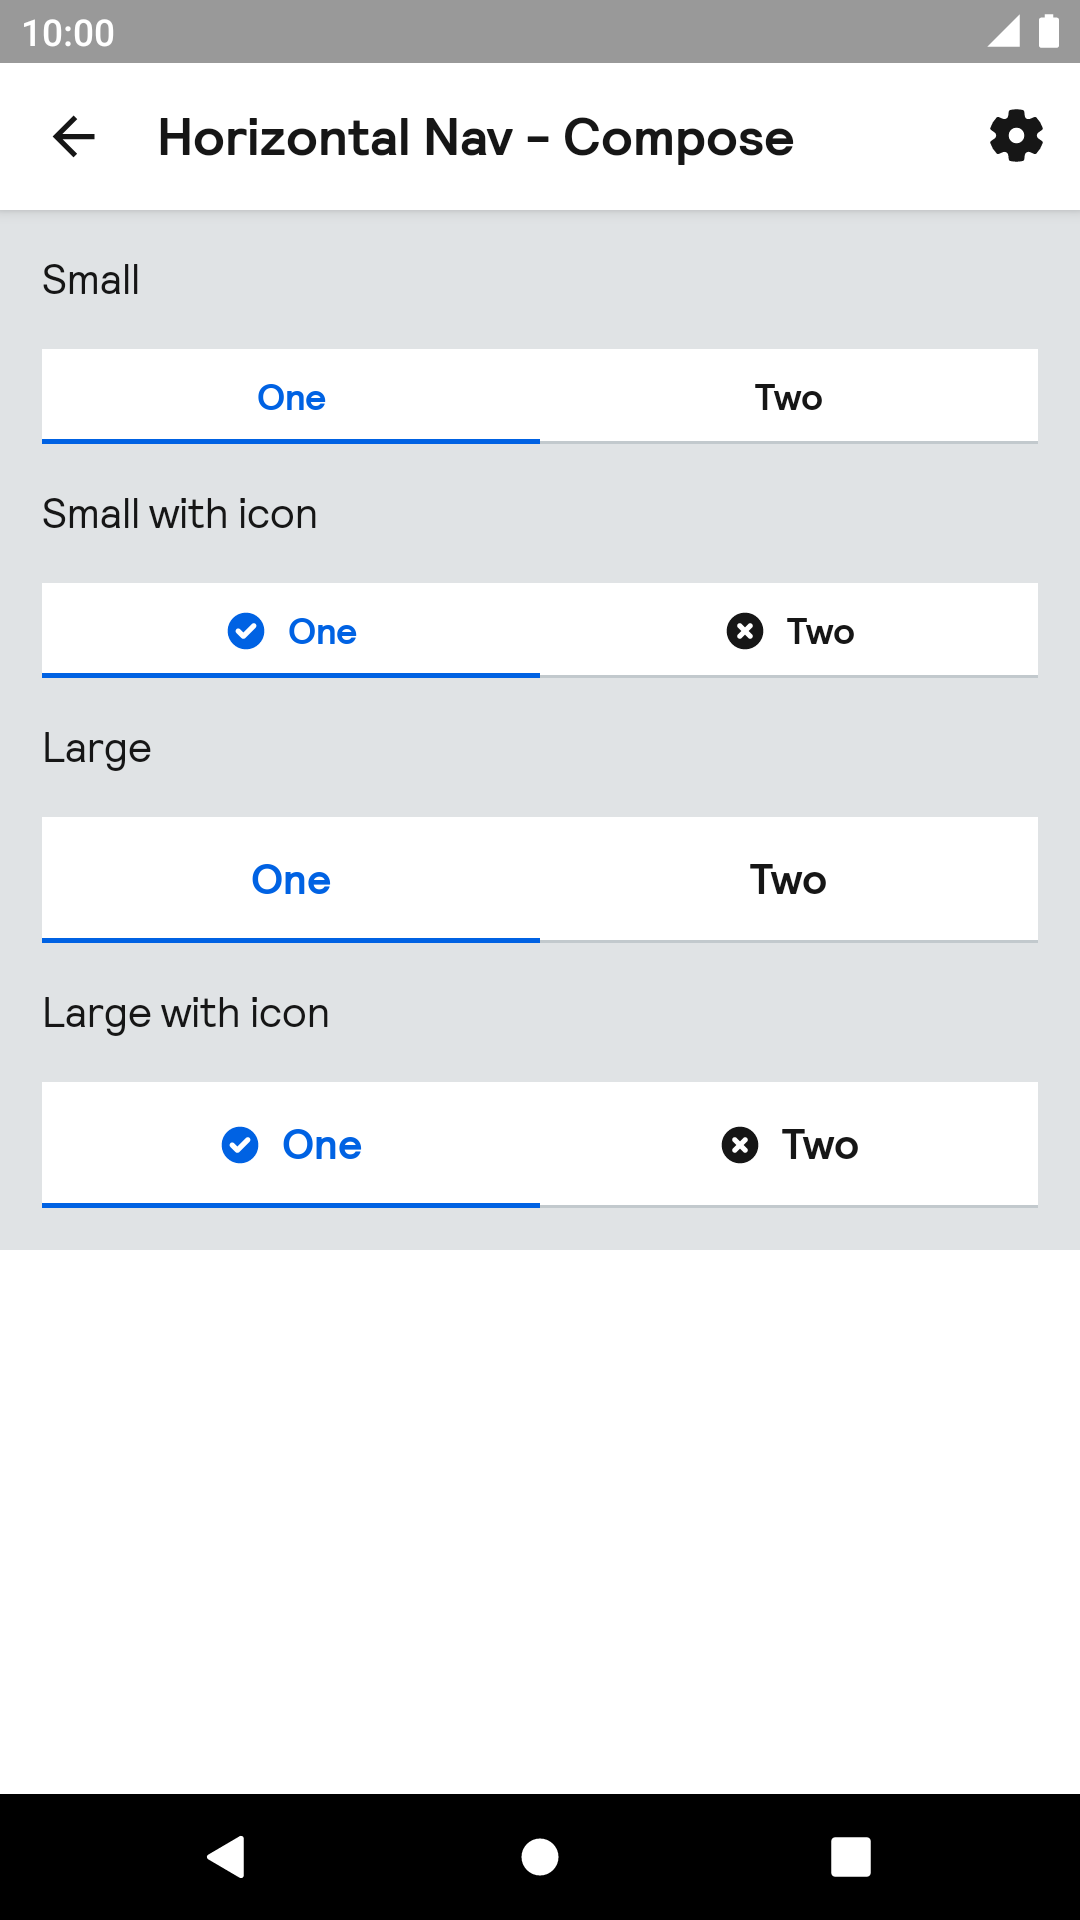 10:00
Horizontal Nav - Compose
Small
One Two
Small with icon
One Two
Large
One Two
Large with icon
One Two